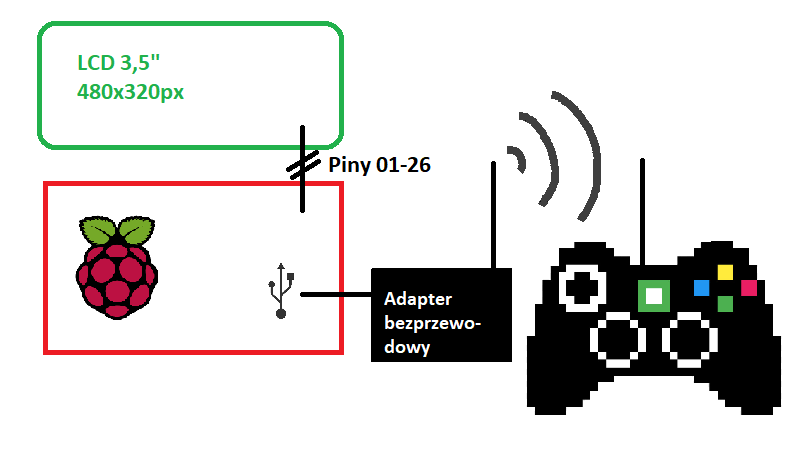 LCD 3,5"
480x320px
Piny 01-26
Adapter
bezprzewo-
dowy